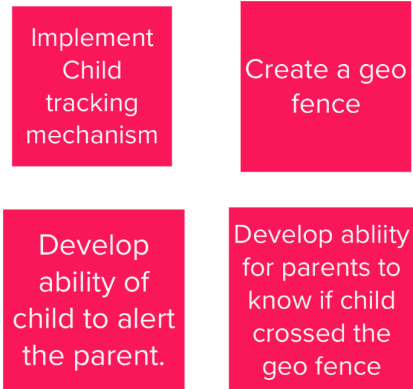 Implement
Child
tracking
mechanism
Create a geo
fence
Develop
ability of
child to alert
the parent.
Develop abliity
for parents to
know if child
crossed the
geo fence